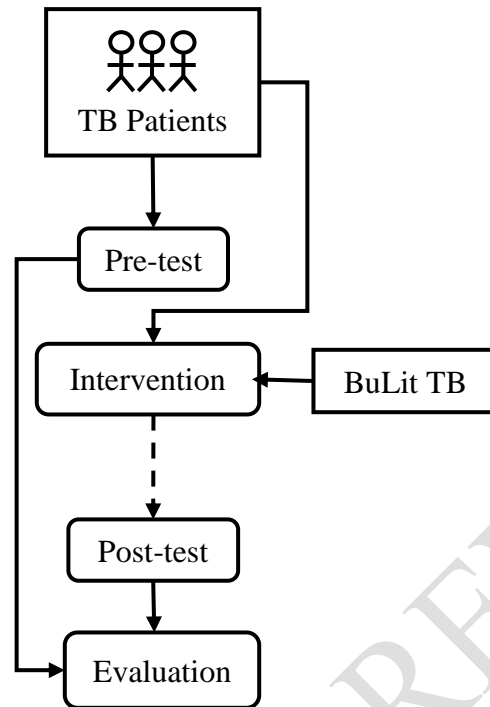 TB Patients
Pre-test
Intervention
BuLit TB
Post-test
Evaluation